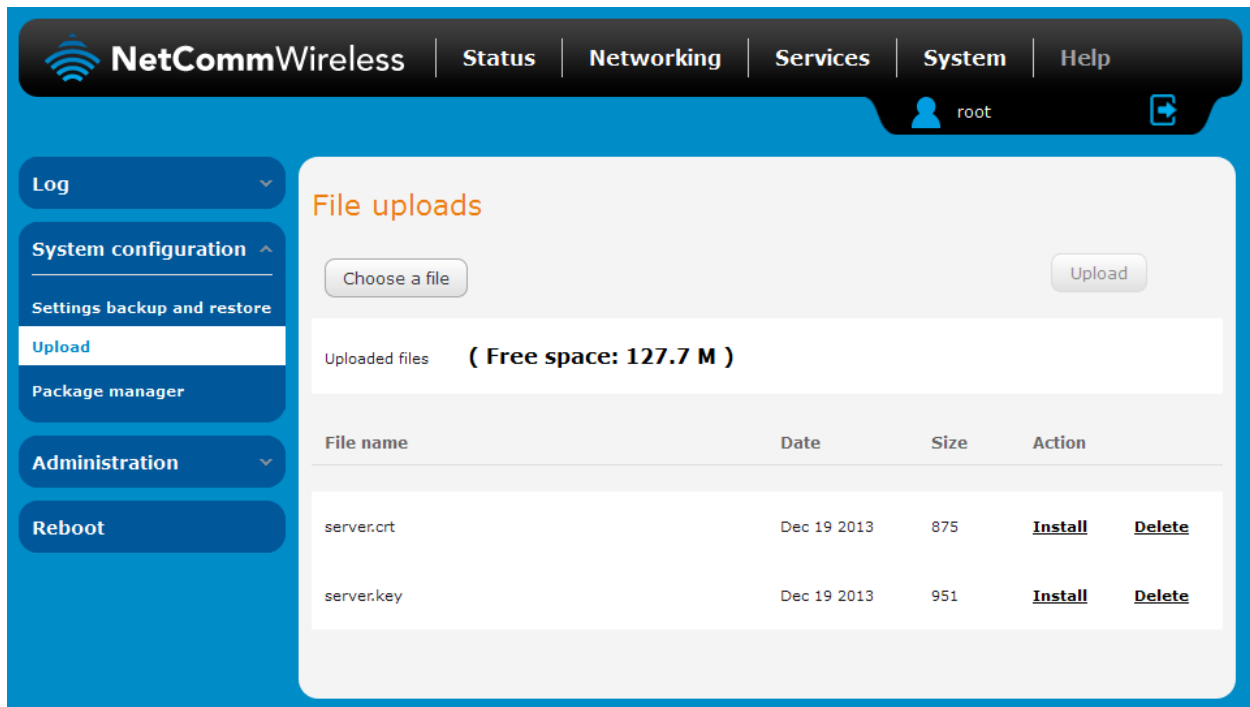 NetCommWireless Status Networking Services System Help
root
Log
System configuration
Settings backup and restore
Upload
Package manager
Administration
Reboot
File uploads
Choose a file Upload
Uploaded files ( Free space: 127.7 M )
File name Date Size Action
server.crt Dec 19 2013 875 Install Delete
server.key Dec 19 2013 951 Install Delete